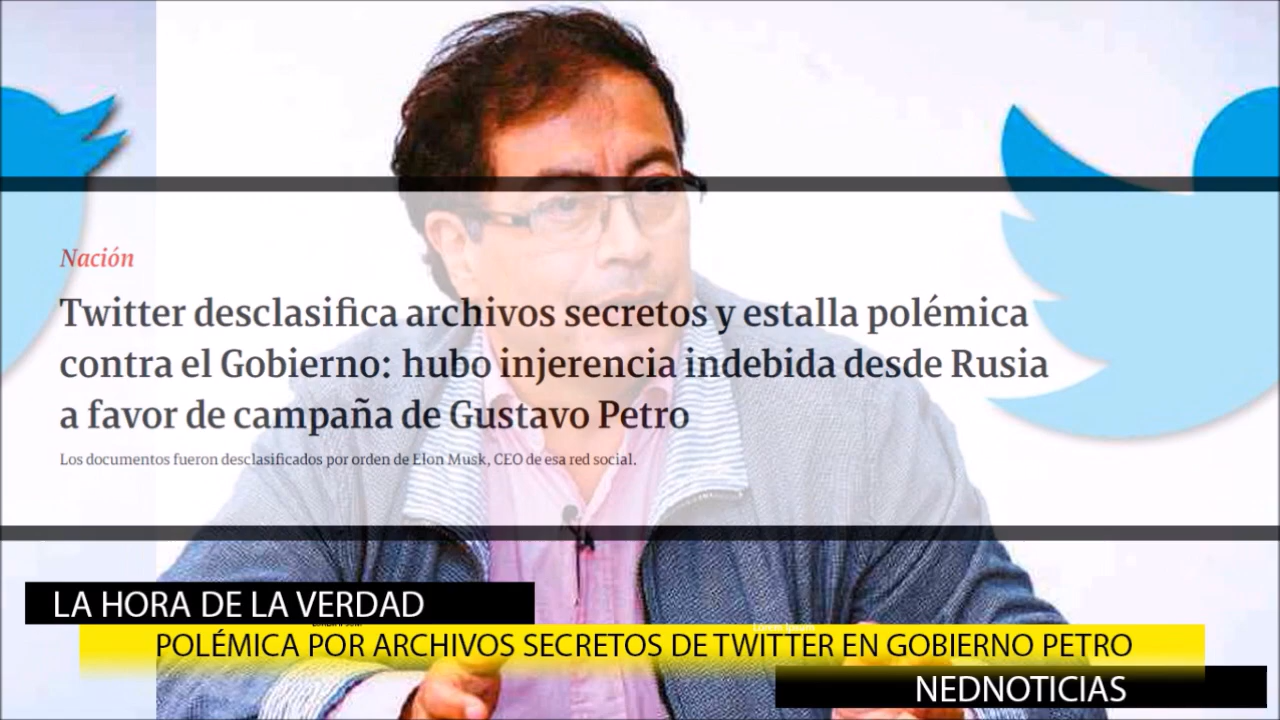 Nación
Twitter desclasifica archivos secretos y estalla polémica
contra el Gobierno: hubo injerencia indebida desde Rusia
a favor de campaña de Gustavo Petro
Los documentos fueron desclasificados por orden de Elon Musk, CEO de esa red social.
LA HORA DE LA VERDAD
Lorem Ipsum
POLÉMICA POR ARCHIVOS SECRETOS DE TWITTER EN GOBIERNO PETRO
NEDNOTICIAS